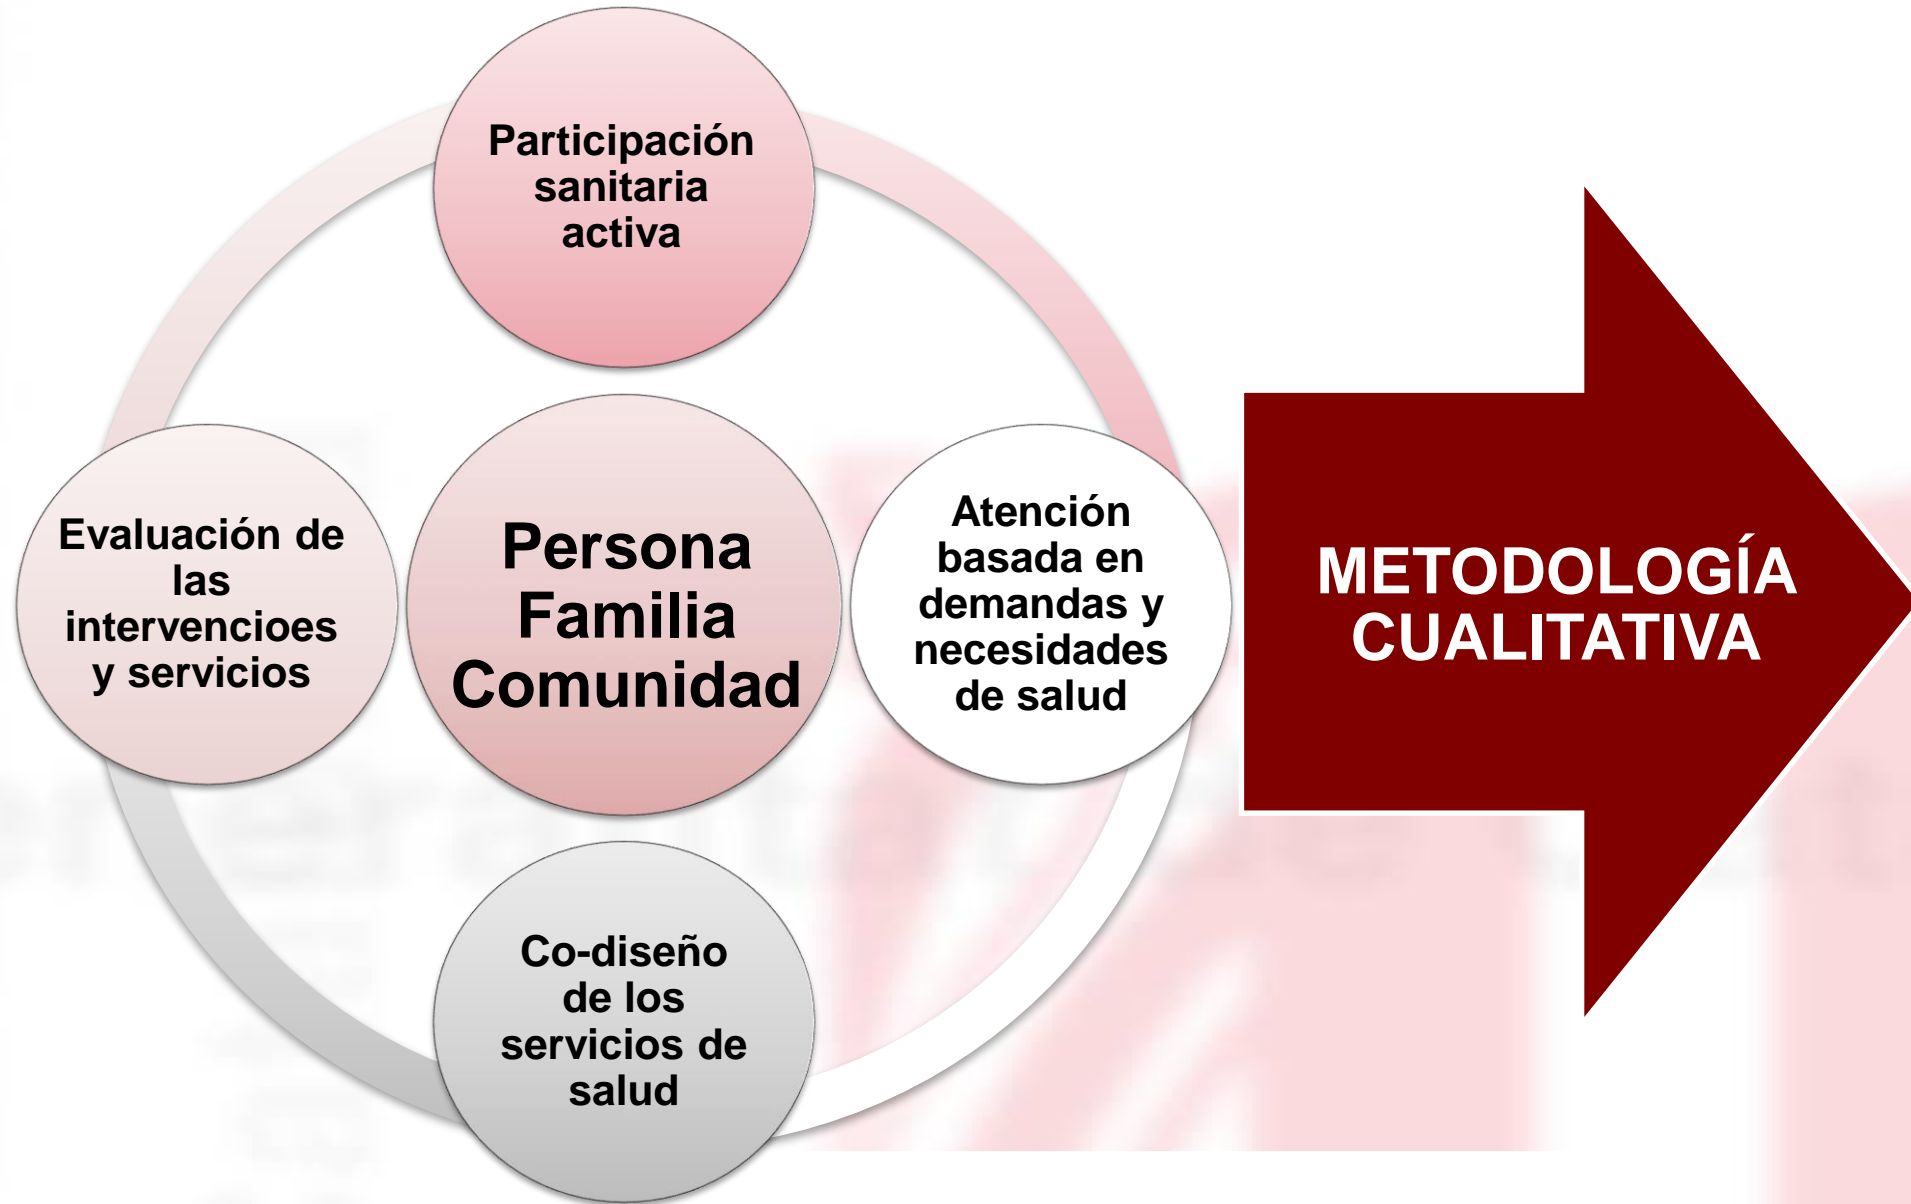 Participación
sanitaria
activa
Evaluación de
las
intervencioes
y servicios
Persona
Familia
Comunidad
Atención
basada en
demandas y
necesidades
de salud
Co-diseño
de los
servicios de
salud
METODOLOGÍA
CUALITATIVA